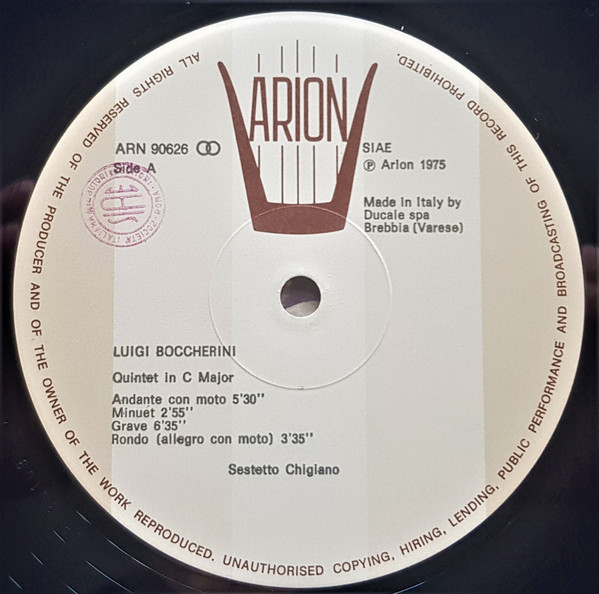 ARION
ARN 90626
Side A
SIAE
℗ Arion 1975
Made in Italy by
Ducale spa
Brebbia (Varese)
SIAE
LUIGI BOCCHERINI
Quintet in C Major
Andante con moto 5'30''
Minuet 2'55''
Grave 6'35''
Rondo (allegro con moto) 3'35''
Sestetto Chigiano
ALL RIGHTS RESERVED OF THE PRODUCER AND OF THE OWNER OF THE WORK REPRODUCED. UNAUTHORISED COPYING, HIRING, LENDING, PUBLIC PERFORMANCE AND BROADCASTING OF THIS RECORD PROHIBITED.